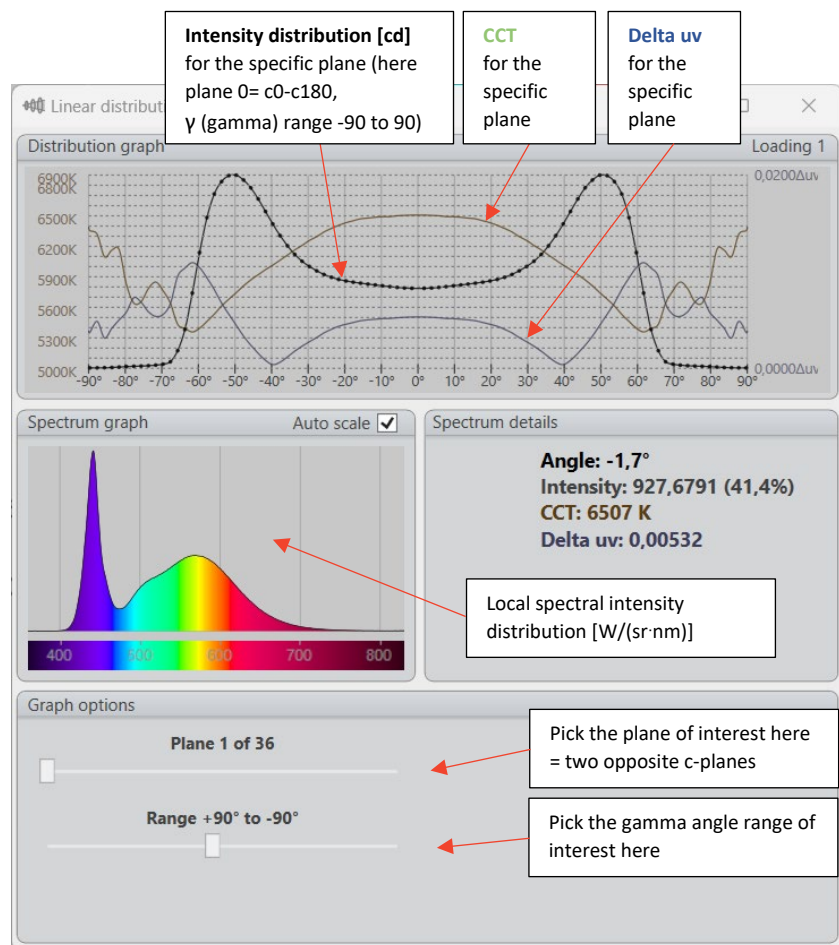 Intensity distribution [cd]
for the specific plane (here
plane 0= c0-c180,
γ (gamma) range -90 to 90)
CCT
for the
specific
plane
Delta uv
for the
specific
plane
Linear distributi
Distribution graph
Loading 1
6900K
6800K
6500K
6200K
5900K
5600K
5300K
5000K
0,0200Δuv
0,0000Δuv
-90° -80° -70° -60° -50° -40° -30° -20° -10° 0° 10° 20° 30° 40° 50° 60° 70° 80° 90°
Spectrum graph
Auto scale
400 500 600 700 800
Spectrum details
Angle: -1,7°
Intensity: 927,6791 (41,4%)
CCT: 6507 K
Delta uv: 0,00532
Local spectral intensity
distribution [W/(sr·nm)]
Graph options
Plane 1 of 36
Pick the plane of interest here
= two opposite c-planes
Range +90° to -90°
Pick the gamma angle range of
interest here